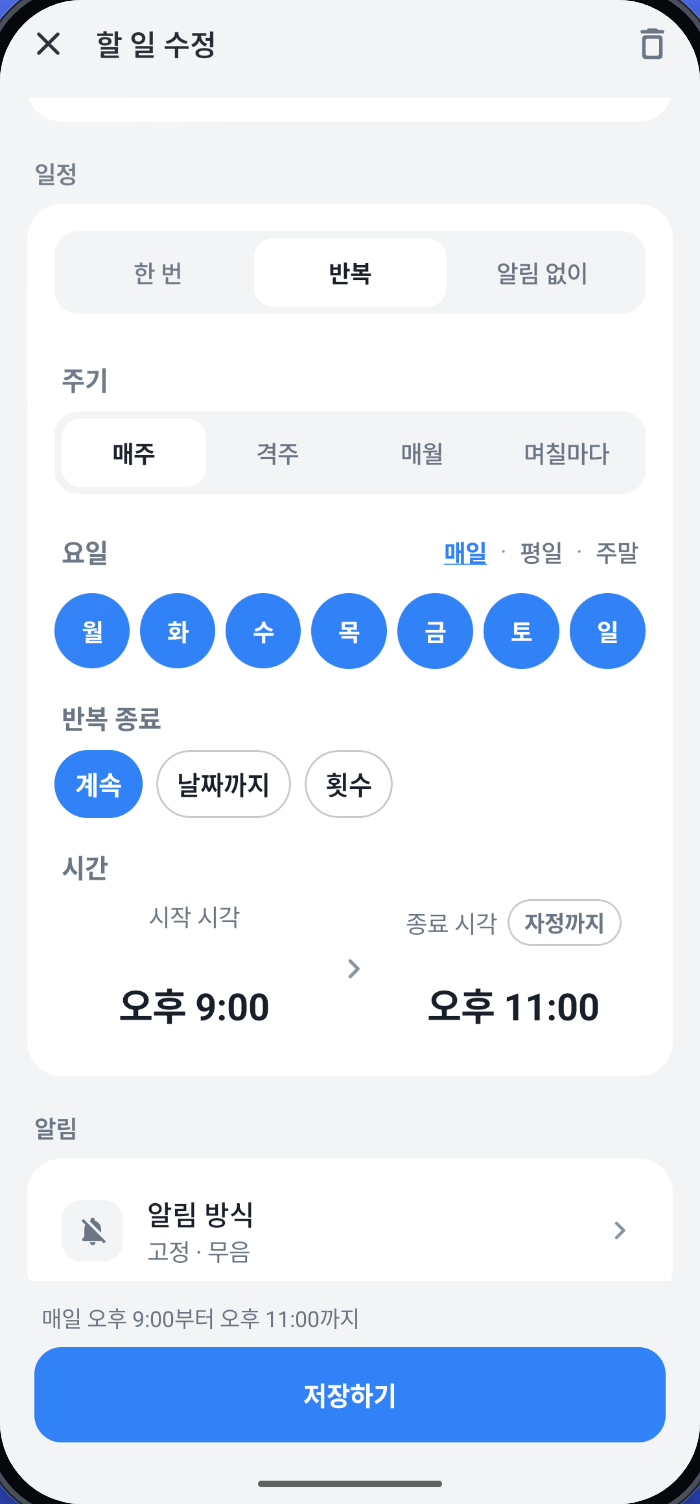 할 일 수정
일정
한 번 반복 알림 없이
주기
매주 격주 매월 며칠마다
요일 매일 · 평일 · 주말
월 화 수 목 금 토 일
반복 종료
계속 날짜까지 횟수
시간
시작 시각 종료 시각 자정까지
오후 9:00 오후 11:00
알림
알림 방식
고정 · 무음
매일 오후 9:00부터 오후 11:00까지
저장하기